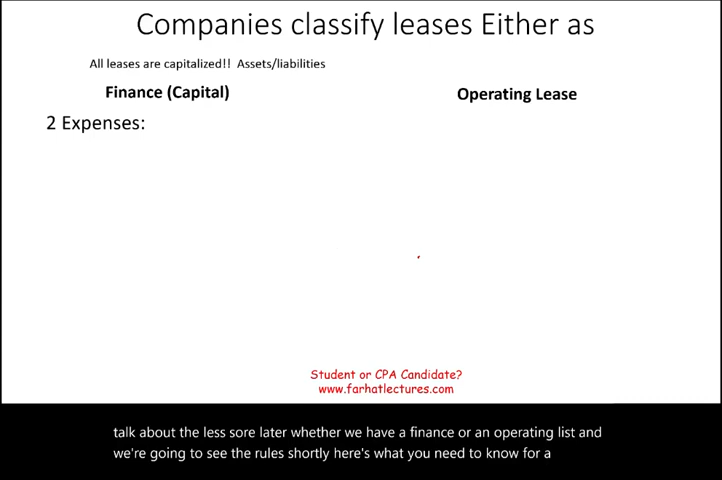 Companies classify leases Either as
All leases are capitalized!! Assets/liabilities
Finance (Capital)
Operating Lease
2 Expenses:
Student or CPA Candidate?
www.farhatlectures.com
talk about the less sore later whether we have a finance or an operating list and
we're going to see the rules shortly here's what you need to know for a